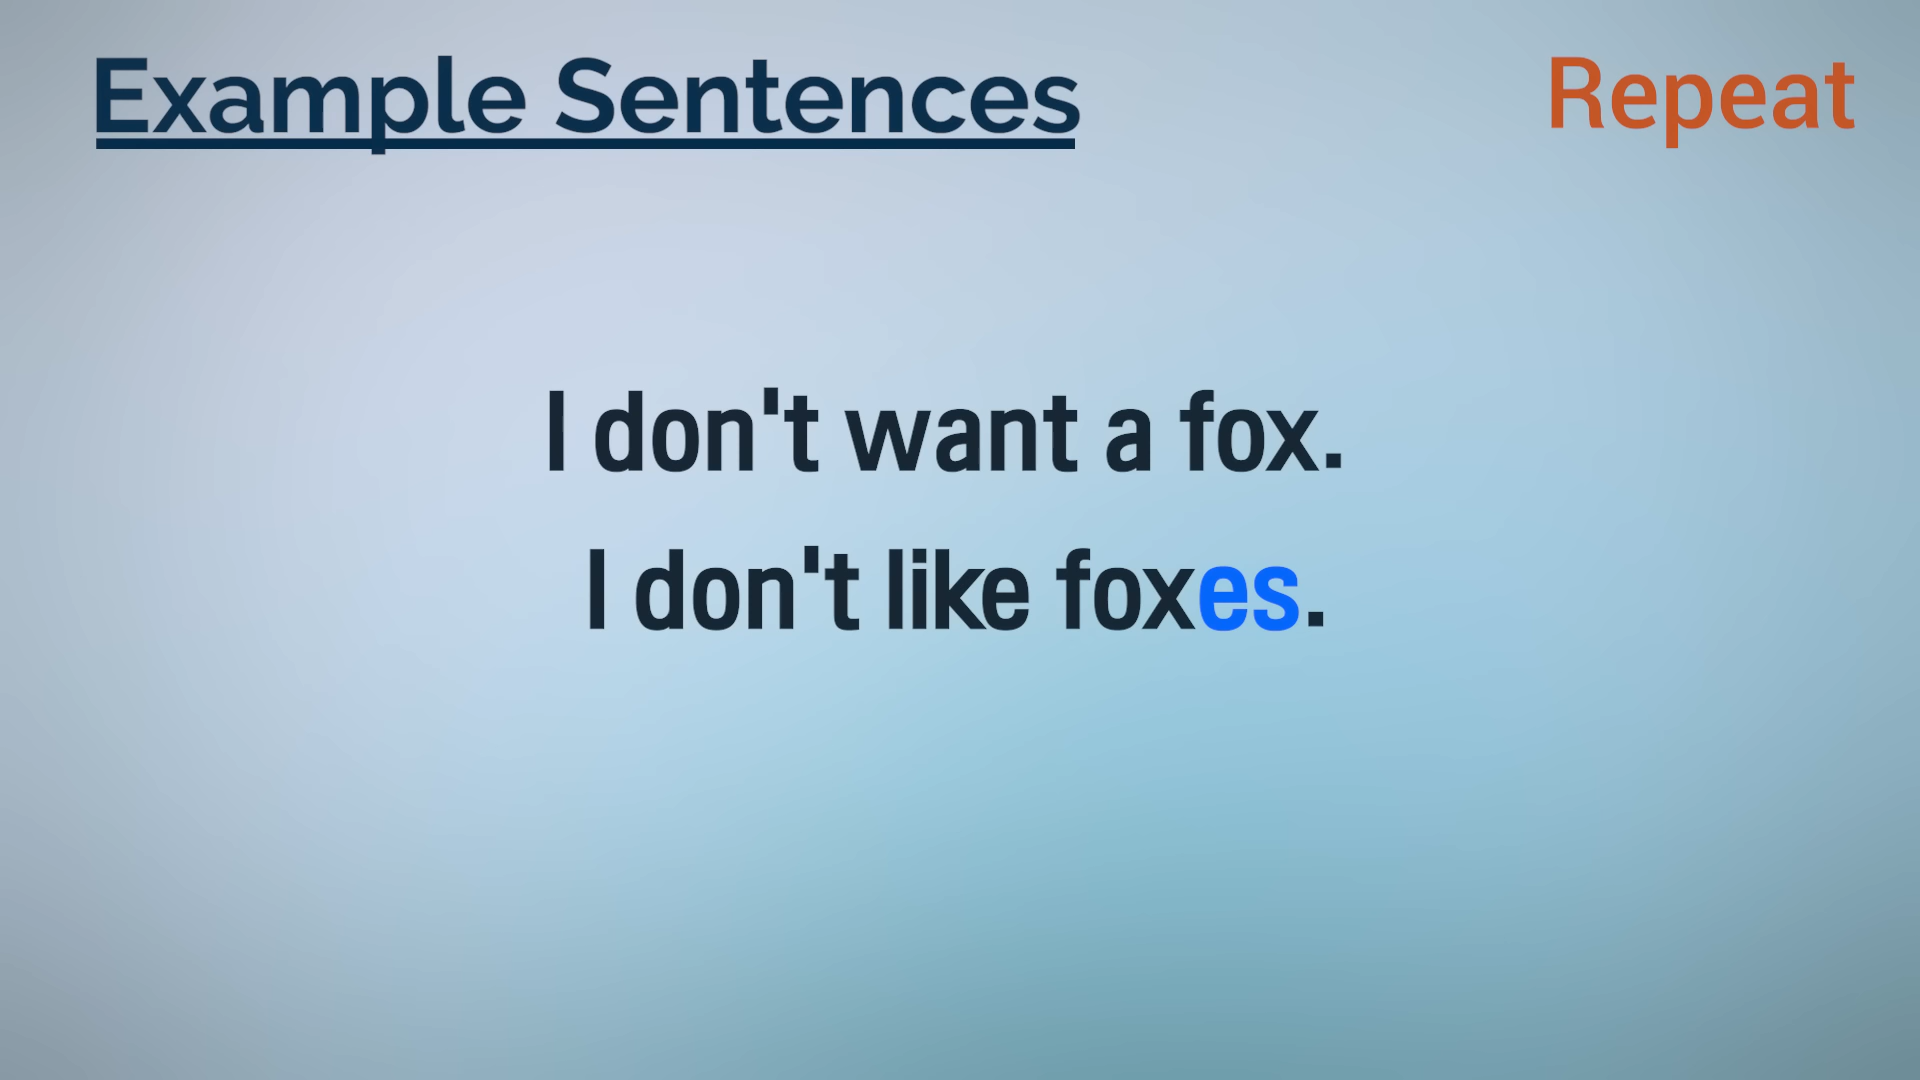 Example Sentences
Repeat
I don't want a fox.
I don't like foxes.